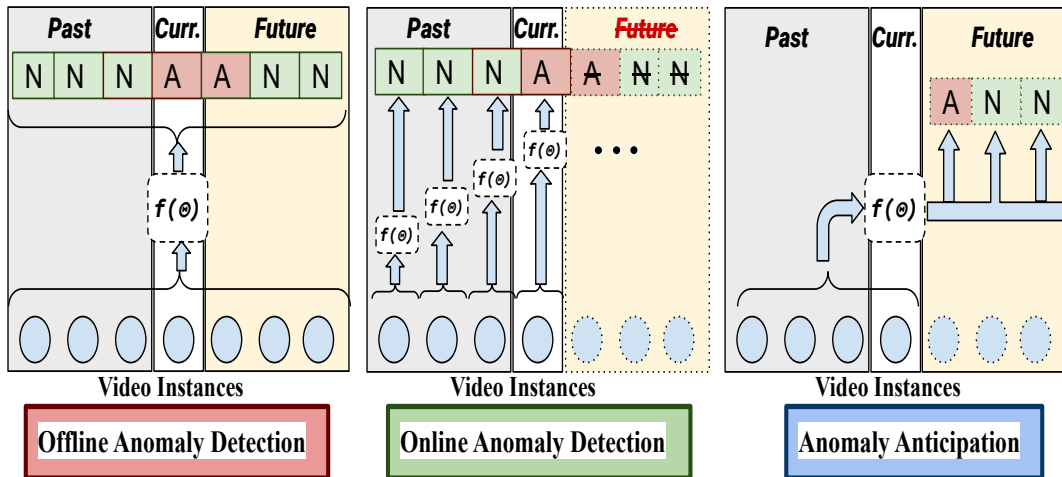 Past Curr. Future
N N N A A N N
f(Θ)
Video Instances
Offline Anomaly Detection
Past Curr. Future
N N N A A N N
f(Θ) f(Θ) f(Θ) f(Θ)
• • •
Video Instances
Online Anomaly Detection
Past Curr. Future
A N N
f(Θ)
Video Instances
Anomaly Anticipation